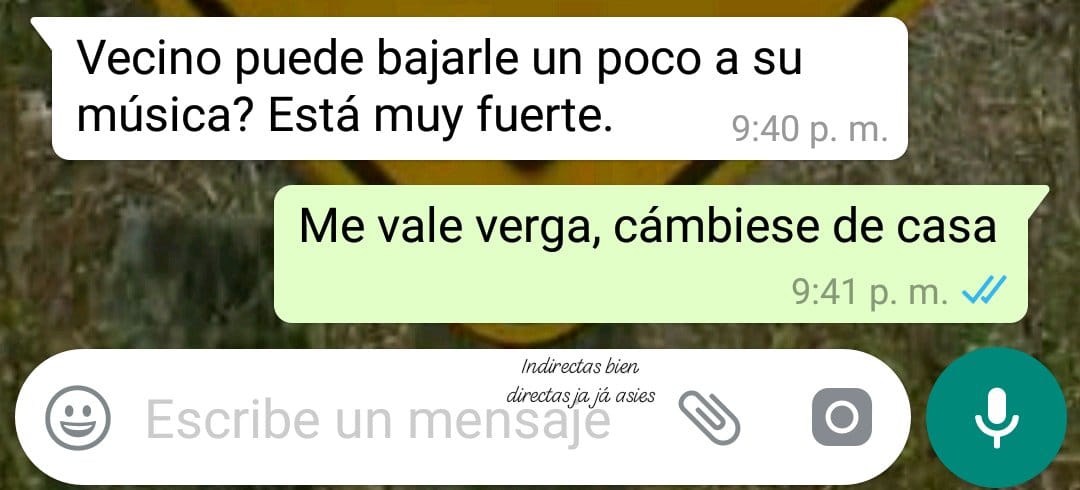 Vecino puede bajarle un poco a su
música? Está muy fuerte.
9:40 p. m.
Me vale verga, cámbiese de casa
9:41 p. m.
Indirectas bien
directas ja já asies
Escribe un mensaje